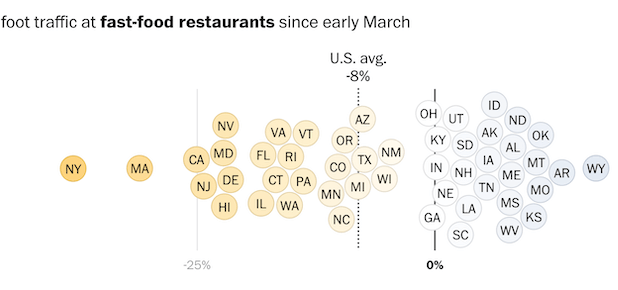 foot traffic at fast-food restaurants since early March
U.S. avg.
-8%
NY
MA
CA
NV
MD
NJ
DE
HI
VA
VT
FL
RI
CT
PA
IL
WA
AZ
OR
CO
TX
NM
MN
MI
WI
NC
OH
UT
KY
SD
IN
NH
NE
LA
GA
SC
ID
ND
AK
OK
AL
IA
ME
MT
TN
MO
MS
KS
WV
AR
WY
-25%
0%